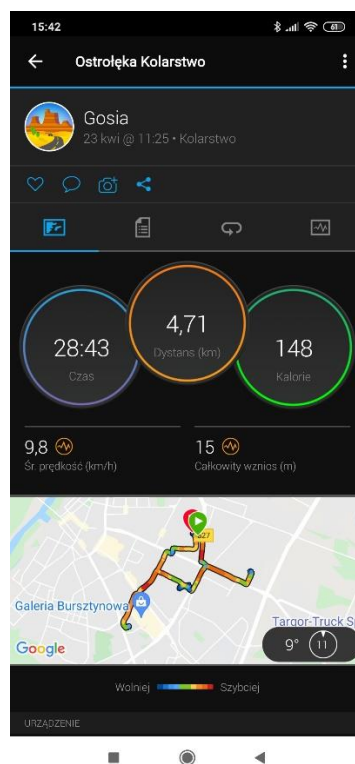 15:42
61
Ostrołęka Kolarstwo
Gosia
23 kwi @ 11:25 • Kolarstwo
28:43
Czas
4,71
Dystans (km)
148
Kalorie
9,8
Śr. prędkość (km/h)
15
Całkowity wznios (m)
627
Galeria Bursztynowa
Targor-Truck S
Google
9° 11
Wolniej Szybciej
URZĄDZENIE